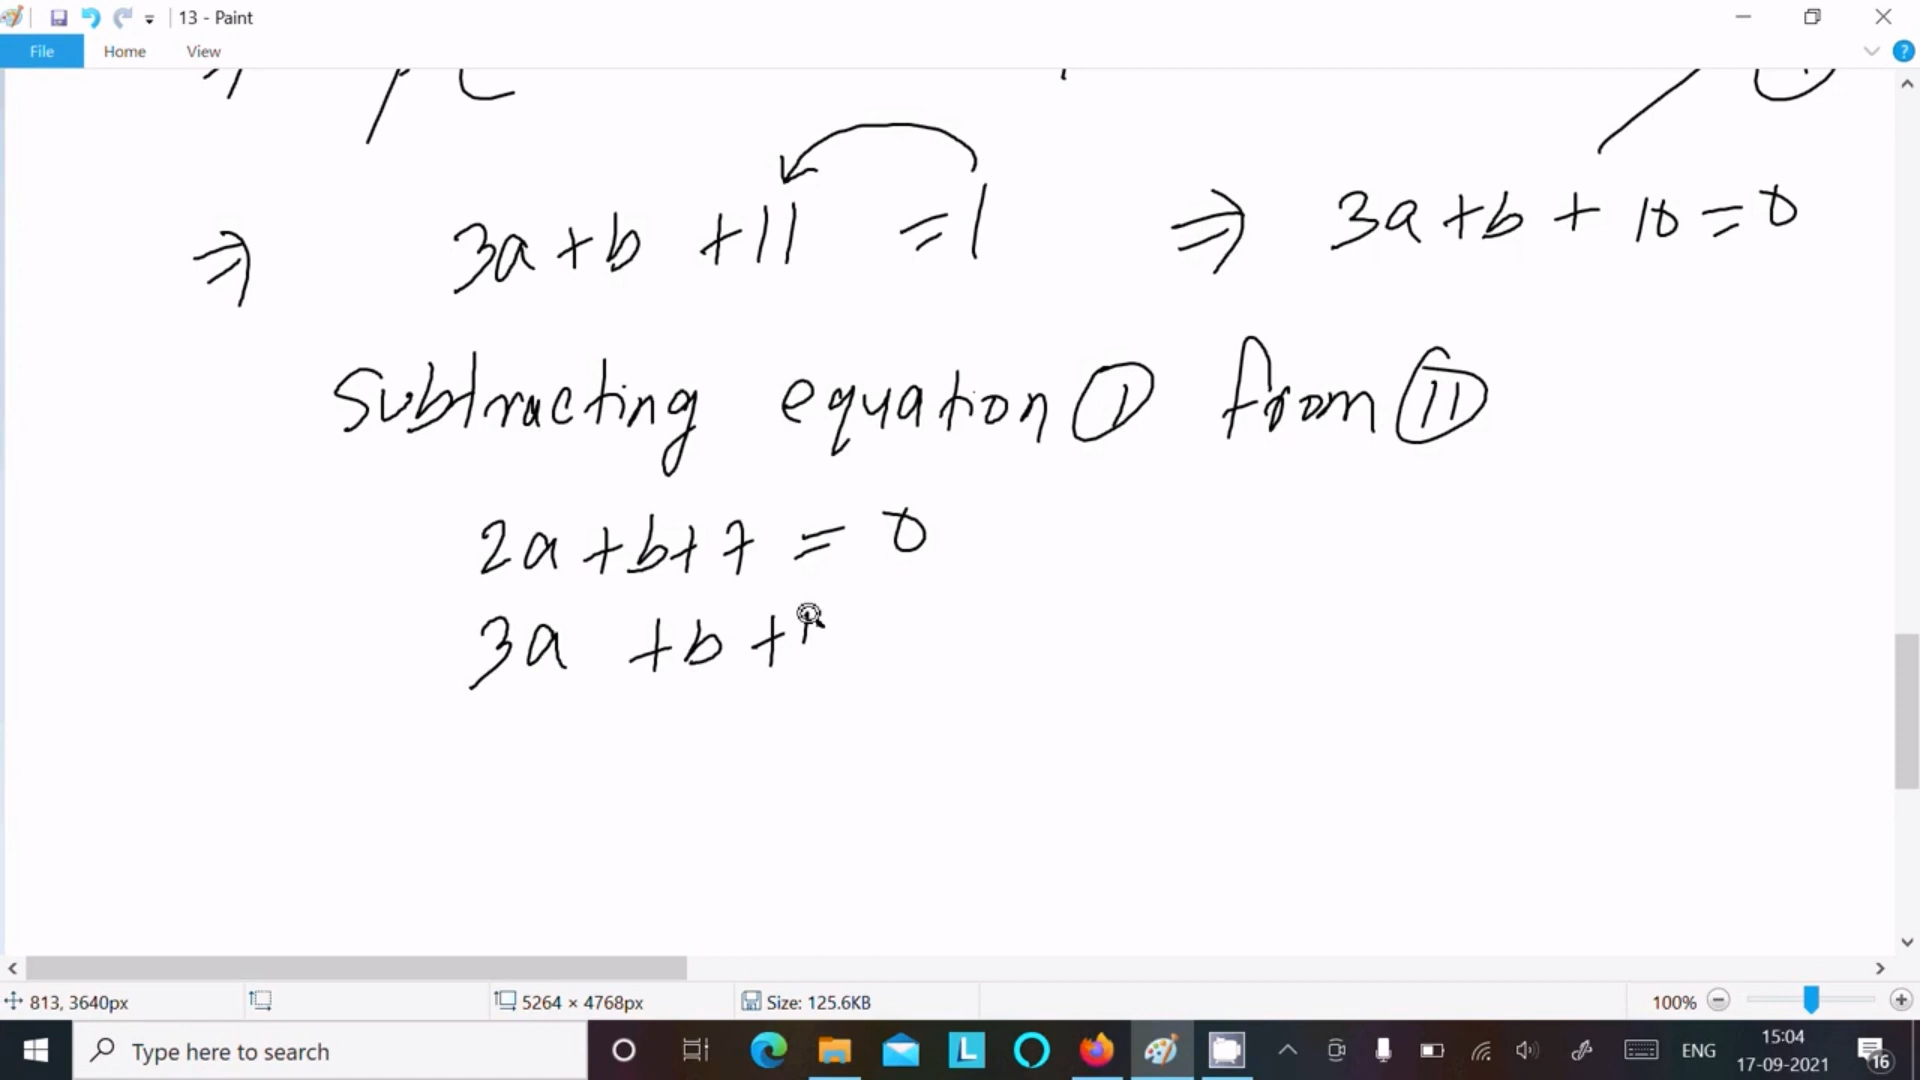 13 - Paint
File Home View
⇒ 3a + b + 11 = 1 ⇒ 3a + b + 10 = 0
Subtracting equation I from II
2a + b + 7 = 0
3a + b +
813, 3640px 5264 × 4768px Size: 125.6KB 100%
Type here to search L ENG 15:04
17-09-2021 16